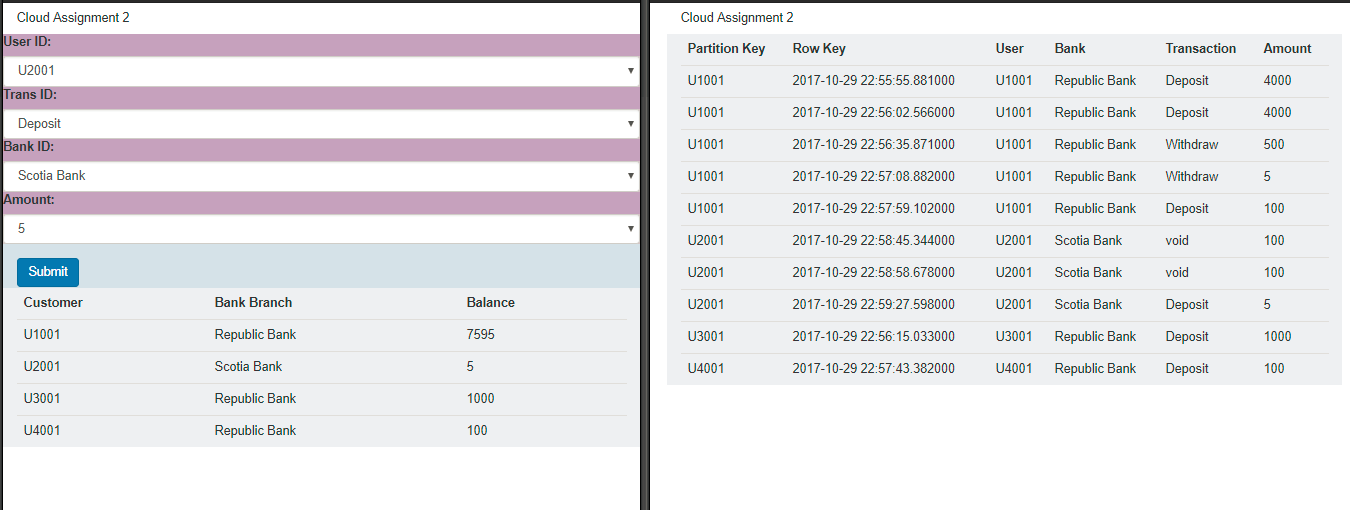 Cloud Assignment 2
User ID:
U2001
Trans ID:
Deposit
Bank ID:
Scotia Bank
Amount:
5
Submit
Customer Bank Branch Balance
U1001 Republic Bank 7595
U2001 Scotia Bank 5
U3001 Republic Bank 1000
U4001 Republic Bank 100
Cloud Assignment 2
Partition Key Row Key User Bank Transaction Amount
U1001 2017-10-29 22:55:55.881000 U1001 Republic Bank Deposit 4000
U1001 2017-10-29 22:56:02.566000 U1001 Republic Bank Deposit 4000
U1001 2017-10-29 22:56:35.871000 U1001 Republic Bank Withdraw 500
U1001 2017-10-29 22:57:08.882000 U1001 Republic Bank Withdraw 5
U1001 2017-10-29 22:57:59.102000 U1001 Republic Bank Deposit 100
U2001 2017-10-29 22:58:45.344000 U2001 Scotia Bank void 100
U2001 2017-10-29 22:58:58.678000 U2001 Scotia Bank void 100
U2001 2017-10-29 22:59:27.598000 U2001 Scotia Bank Deposit 5
U3001 2017-10-29 22:56:15.033000 U3001 Republic Bank Deposit 1000
U4001 2017-10-29 22:57:43.382000 U4001 Republic Bank Deposit 100